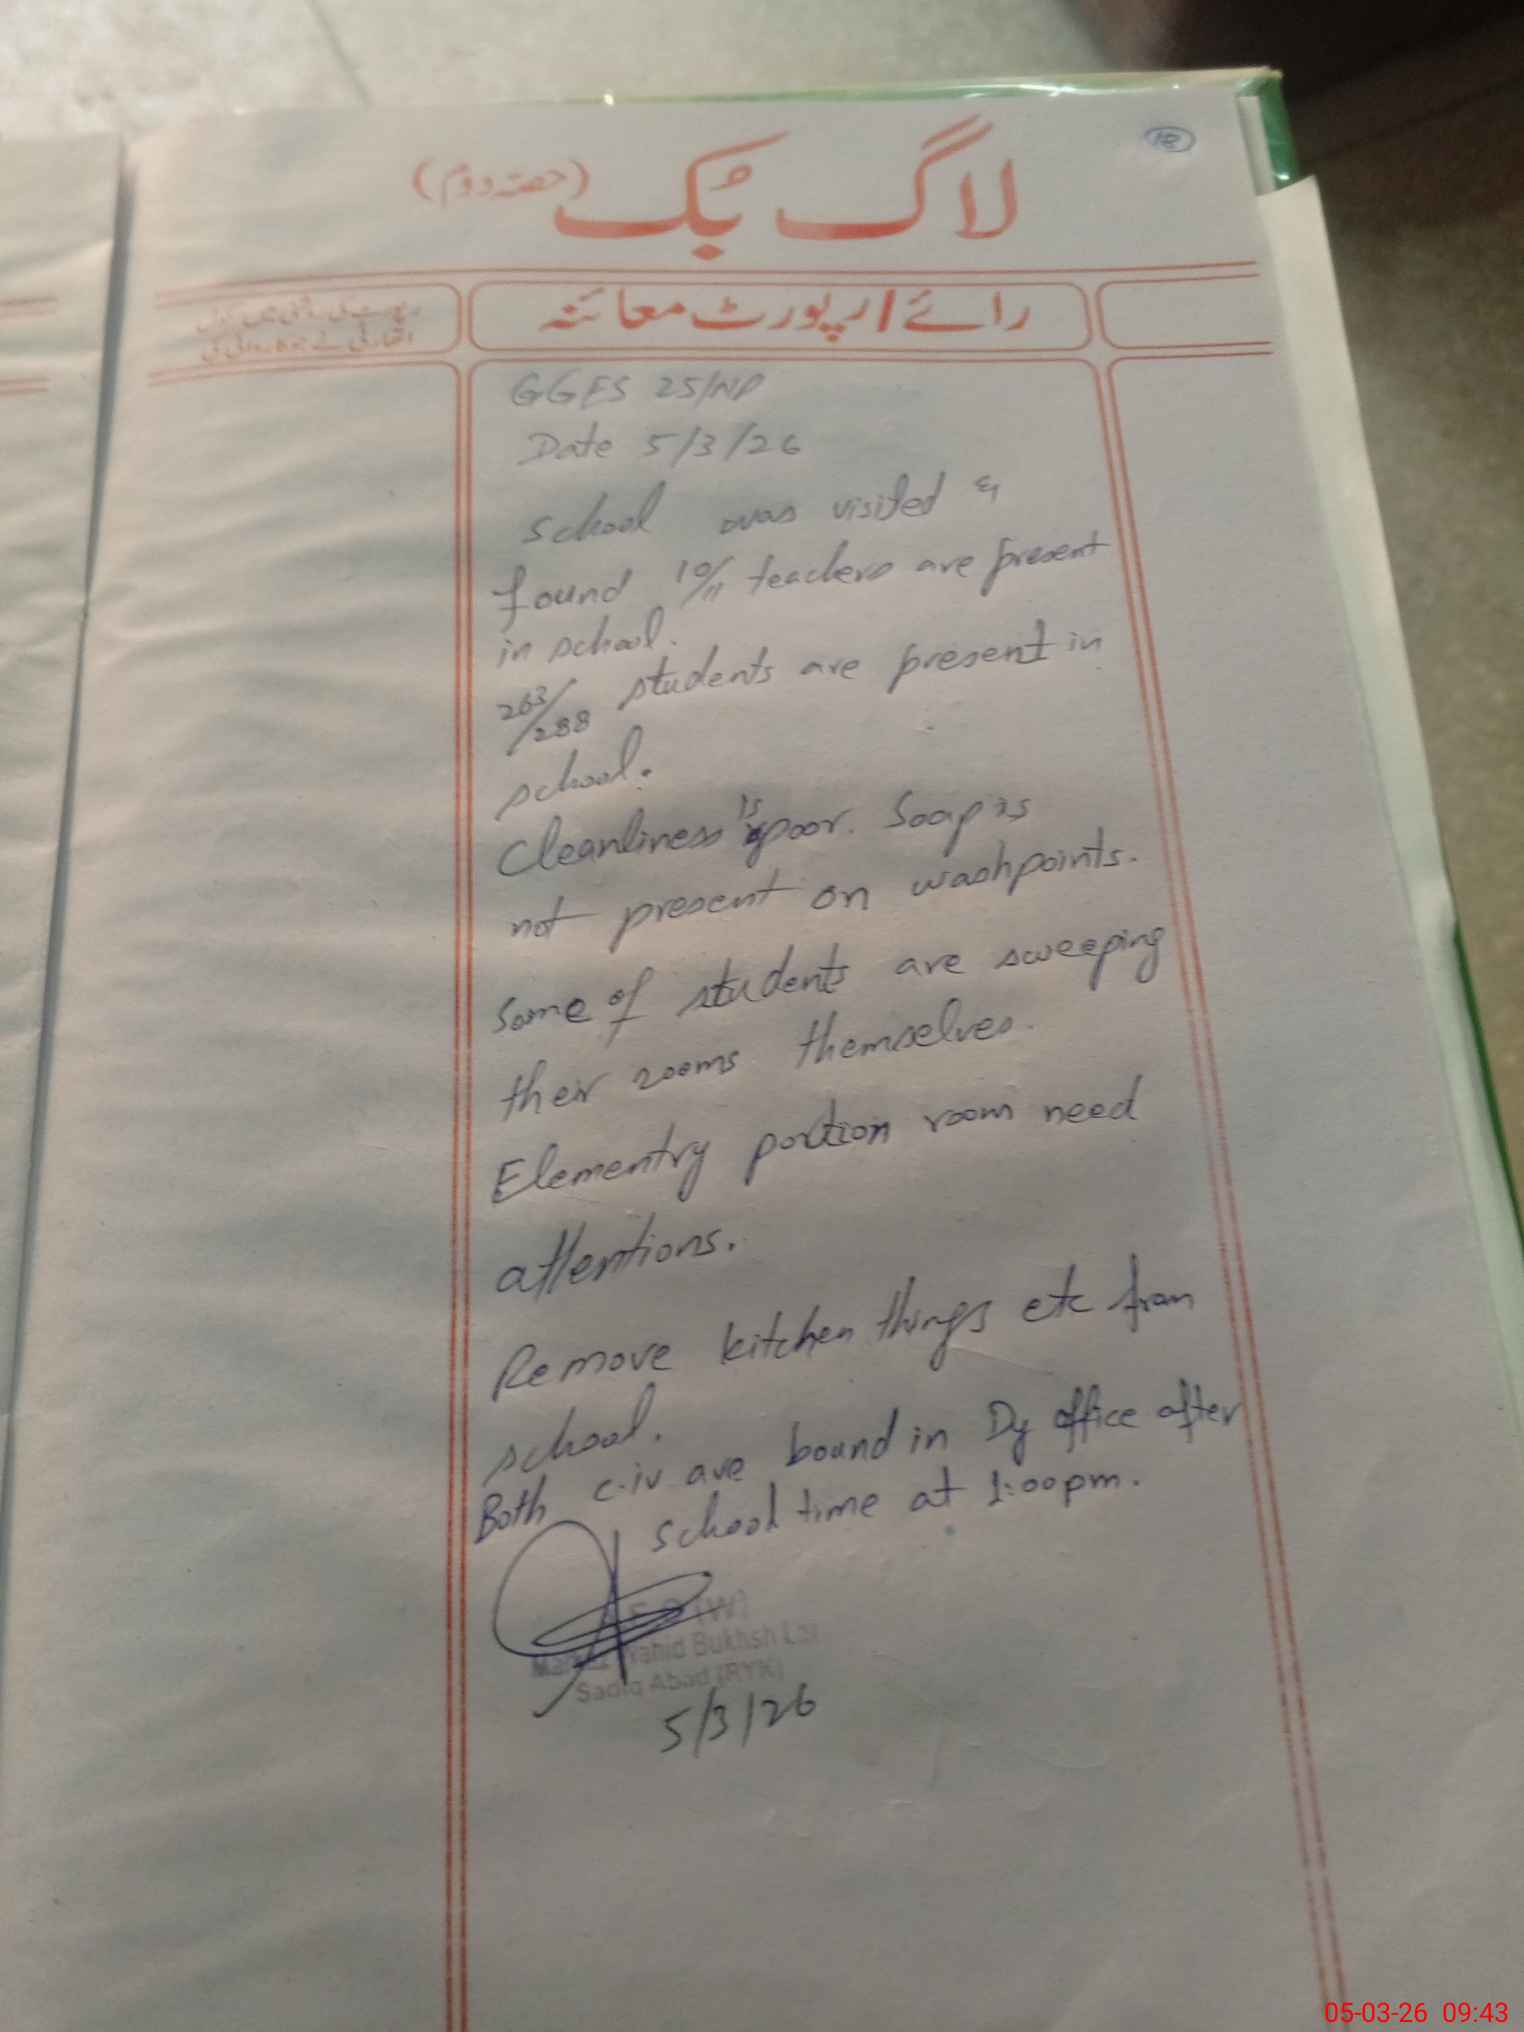 18
لاگ بُک (حصہ دوم)
رائے / رپورٹ معائنہ
GGES 25/NP
Date 5/3/26
School was visited &
found 10/11 teachers are present
in school.
263/288 students are present in
school.
Cleanliness is poor. Soap is
not present on washpoints.
Some of students are sweeping
their rooms themselves.
Elementry portion room need
attentions.
Remove kitchen things etc from
school.
Both c.iv are bound in Dy office after
school time at 1:00pm.
(W)
Bukhsh
Sadiq Abad (RYK)
5/3/26
05-03-26 09:43